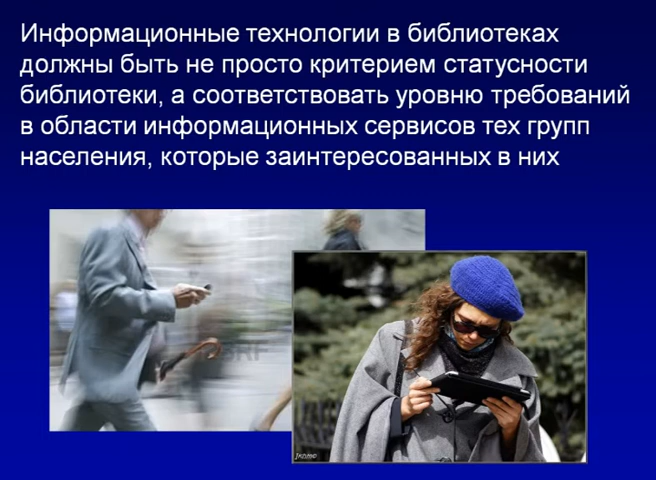 Информационные технологии в библиотеках
должны быть не просто критерием статусности
библиотеки, а соответствовать уровню требований
в области информационных сервисов тех групп
населения, которые заинтересованных в них